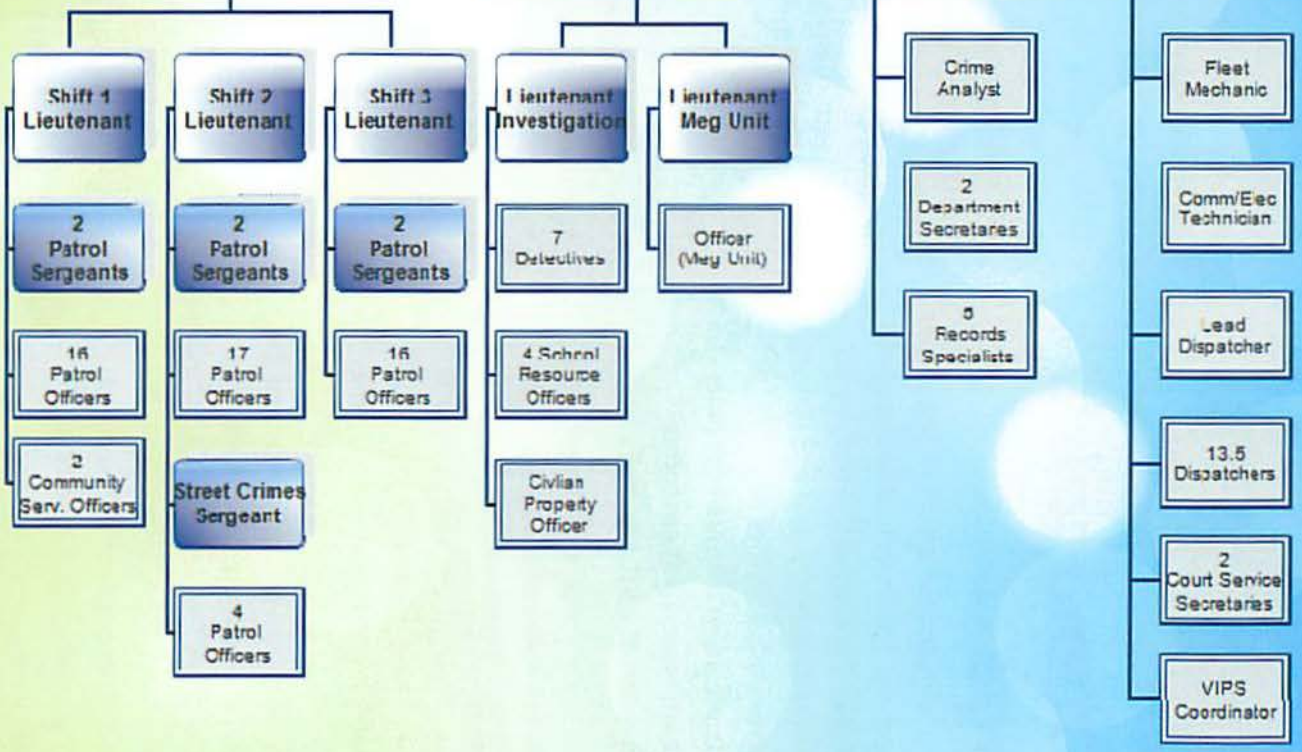 Shift 1
Lieutenant
2
Patrol
Sergeants
16
Patrol
Officers
2
Community
Serv. Officers
Shift 2
Lieutenant
2
Patrol
Sergeants
17
Patrol
Officers
Street Crimes
Sergeant
4
Patrol
Officers
Shift 3
Lieutenant
2
Patrol
Sergeants
16
Patrol
Officers
Lieutenant
Investigation
7
Detectives
4 School
Resource
Officers
Civlian
Property
Officer
Lieutenant
Meg Unit
Officer
(Meg Unit)
Crime
Analyst
2
Department
Secretares
Records
Specialists
Fleet
Mechanic
Comm/Elec
Technician
Lead
Dispatcher
13.5
Dispatchers
2
Court Service
Secretaries
VIPS
Coordinator